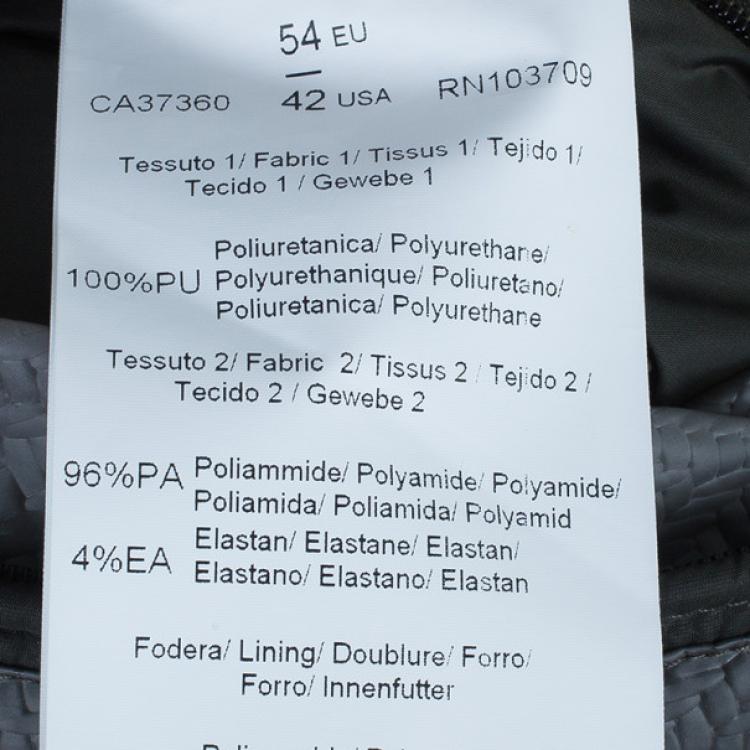 54 EU
CA37360 42 USA RN103709
Tessuto 1/ Fabric 1/ Tissus 1/ Tejido 1/
Tecido 1 / Gewebe 1
Poliuretanica/ Polyurethane/
100%PU Polyurethanique/ Poliuretano/
Poliuretanica/ Polyurethane
Tessuto 2/ Fabric 2/ Tissus 2 / Tejido 2 /
Tecido 2 / Gewebe 2
96%PA Poliammide/ Polyamide/ Polyamide/
Poliamida/ Poliamida/ Polyamid
4%EA Elastan/ Elastane/ Elastan/
Elastano/ Elastano/ Elastan
Fodera/ Lining/ Doublure/ Forro/
Forro/ Innenfutter